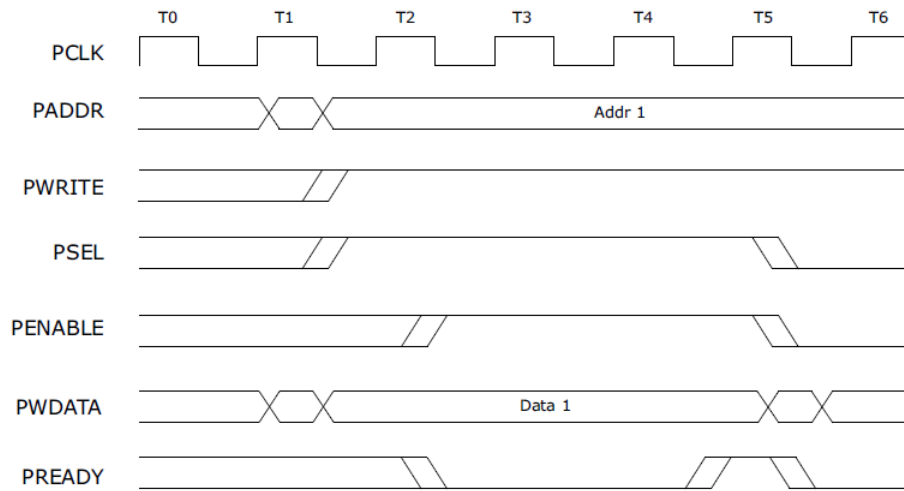 T0 T1 T2 T3 T4 T5 T6
PCLK
PADDR Addr 1
PWRITE
PSEL
PENABLE
PWDATA Data 1
PREADY